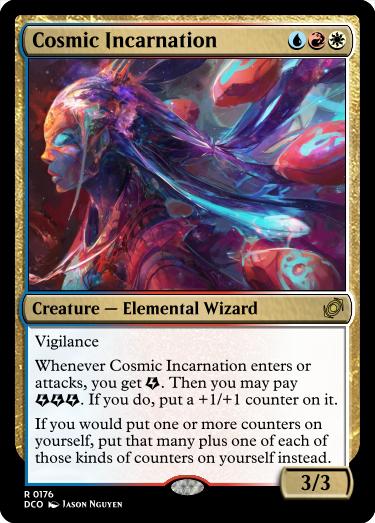 Cosmic Incarnation
Creature — Elemental Wizard
Vigilance
Whenever Cosmic Incarnation enters or
attacks, you get. Then you may pay
. If you do, put a +1/+1 counter on it.
If you would put one or more counters on
yourself, put that many plus one of each of
those kinds of counters on yourself instead.
3/3
R 0176
DCO Jason Nguyen